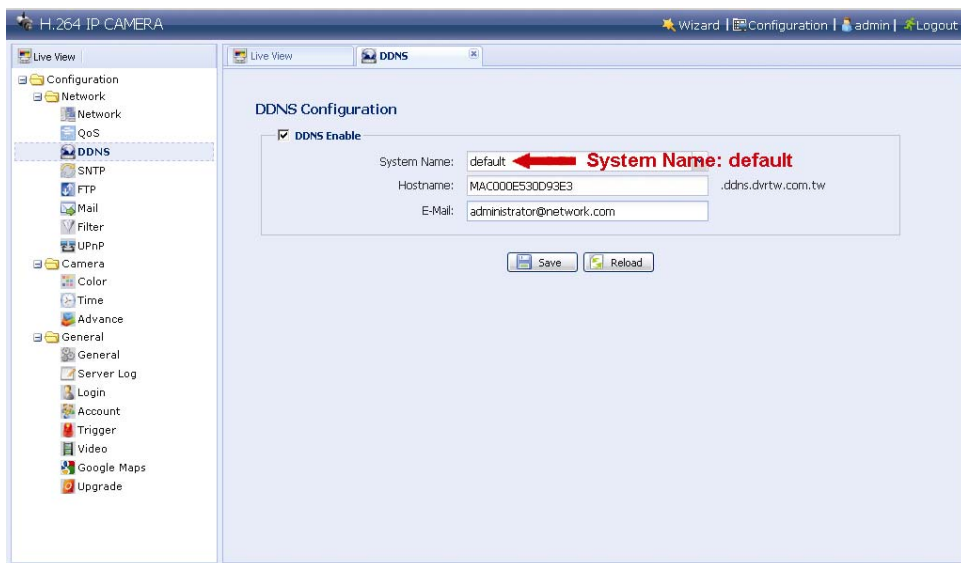 H.264 IP CAMERA
Wizard | Configuration | admin | Logout
Live View
Live View
DDNS
Configuration
Network
Network
QoS
DDNS
SNTP
FTP
Mail
Filter
UPnP
Camera
Color
Time
Advance
General
General
Server Log
Login
Account
Trigger
Video
Google Maps
Upgrade
DDNS Configuration
DDNS Enable
System Name: default System Name: default
Hostname: MAC000E530D93E3 .ddns.dvrtw.com.tw
E-Mail: administrator@network.com
Save Reload